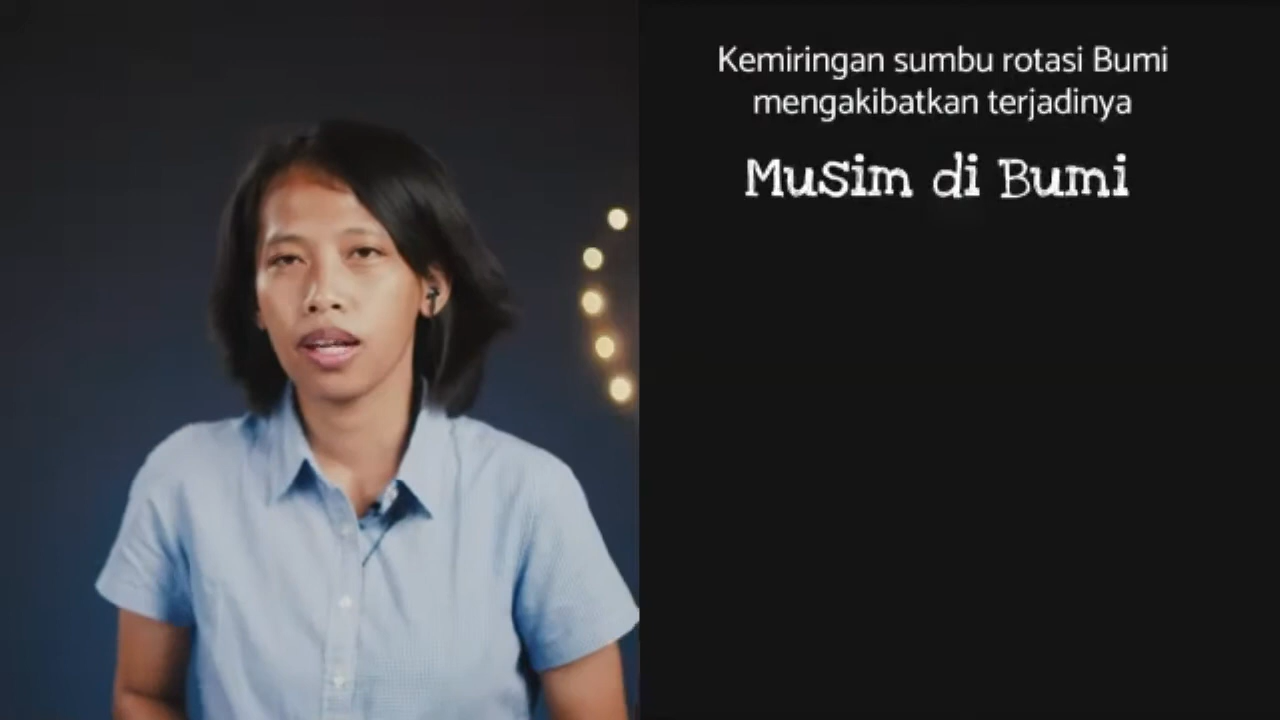 Kemiringan sumbu rotasi Bumi
mengakibatkan terjadinya
Musim di Bumi